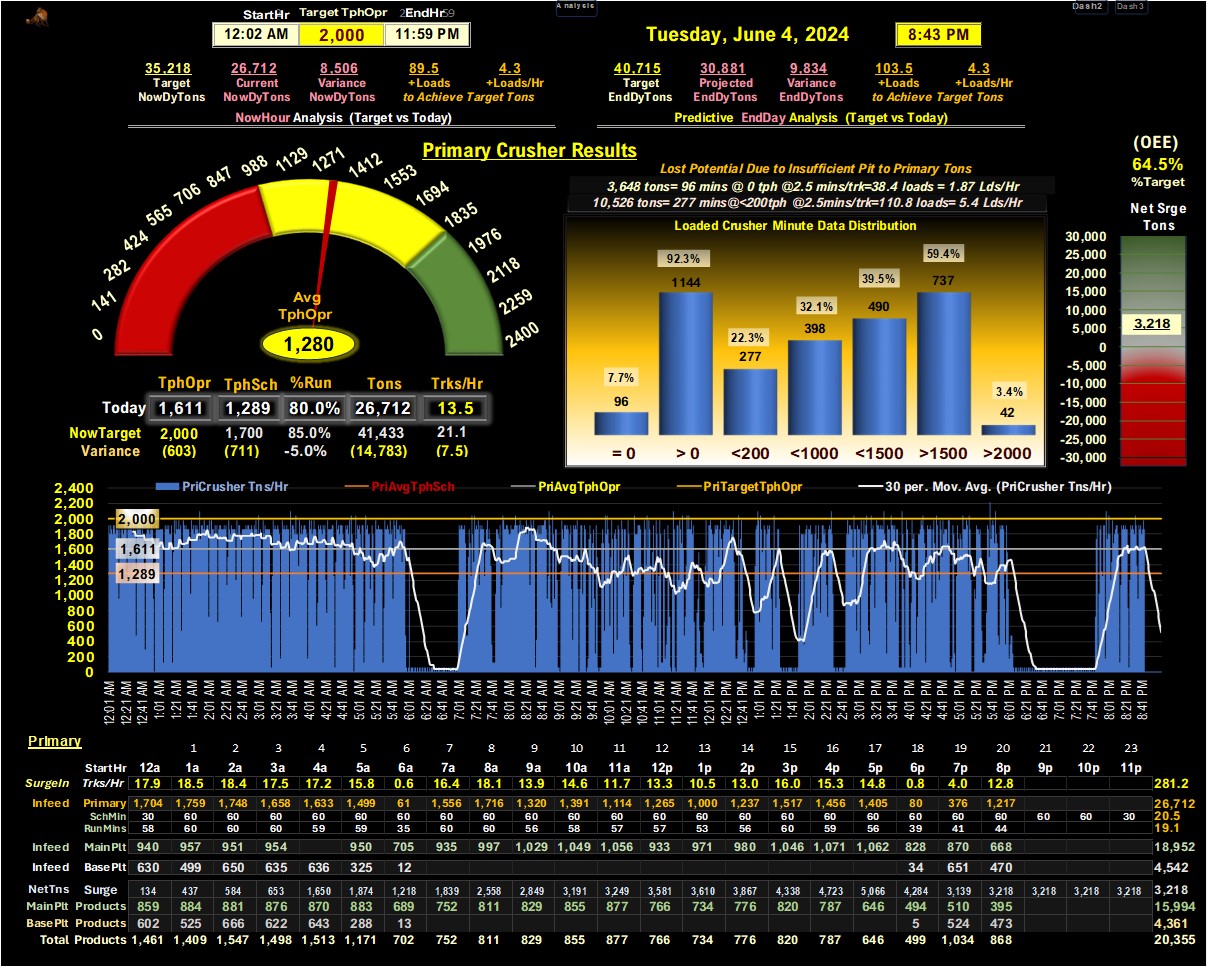 Analysis
Dash2 Dash3
StartHr Target TphOpr EndHr
12:02 AM 2,000 11:59 PM
Tuesday, June 4, 2024 8:43 PM
35,218 26,712 8,506 89.5 4.3
Target Current Variance +Loads +Loads/Hr
NowDyTons NowDyTons NowDyTons to Achieve Target Tons
NowHour Analysis (Target vs Today)
40,715 30,881 9,834 103.5 4.3
Target Projected Variance +Loads +Loads/Hr
EndDyTons EndDyTons EndDyTons to Achieve Target Tons
Predictive EndDay Analysis (Target vs Today)
Primary Crusher Results
0 141 282 424 565 706 847 988 1129 1271 1412 1553 1694 1835 1976 2118 2259 2400
Avg
TphOpr
1,280
TphOpr TphSch %Run Tons Trks/Hr
Today 1,611 1,289 80.0% 26,712 13.5
NowTarget 2,000 1,700 85.0% 41,433 21.1
Variance (603) (711) -5.0% (14,783) (7.5)
Lost Potential Due to Insufficient Pit to Primary Tons
3,648 tons= 96 mins @ 0 tph @2.5 mins/trk=38.4 loads = 1.87 Lds/Hr
10,526 tons= 277 mins@<200tph @2.5mins/trk=110.8 loads= 5.4 Lds/Hr
Loaded Crusher Minute Data Distribution
7.7% 92.3% 22.3% 32.1% 39.5% 59.4% 3.4%
96 1144 277 398 490 737 42
= 0 > 0 <200 <1000 <1500 >1500 >2000
(OEE)
64.5%
%Target
Net Srge
Tons
30,000
25,000
20,000
15,000
10,000
5,000
0
-5,000
-10,000
-15,000
-20,000
-25,000
-30,000
3,218
PriCrusher Tns/Hr PriAvgTphSch PriAvgTphOpr PriTargetTphOpr 30 per. Mov. Avg. (PriCrusher Tns/Hr)
2,400
2,200
2,000
1,800
1,600
1,400
1,200
1,000
800
600
400
200
0
2,000
1,611
1,289
12:01 AM 12:21 AM 12:41 AM 1:01 AM 1:21 AM 1:41 AM 2:01 AM 2:21 AM 2:41 AM 3:01 AM 3:21 AM 3:41 AM 4:01 AM 4:21 AM 4:41 AM 5:01 AM 5:21 AM 5:41 AM 6:01 AM 6:21 AM 6:41 AM 7:01 AM 7:21 AM 7:41 AM 8:01 AM 8:21 AM 8:41 AM 9:01 AM 9:21 AM 9:41 AM 10:01 AM 10:21 AM 10:41 AM 11:01 AM 11:21 AM 11:41 AM 12:01 PM 12:21 PM 12:41 PM 1:01 PM 1:21 PM 1:41 PM 2:01 PM 2:21 PM 2:41 PM 3:01 PM 3:21 PM 3:41 PM 4:01 PM 4:21 PM 4:41 PM 5:01 PM 5:21 PM 5:41 PM 6:01 PM 6:21 PM 6:41 PM 7:01 PM 7:21 PM 7:41 PM 8:01 PM 8:21 PM 8:41 PM
Primary
1 2 3 4 5 6 7 8 9 10 11 12 13 14 15 16 17 18 19 20 21 22 23
StartHr 12a 1a 2a 3a 4a 5a 6a 7a 8a 9a 10a 11a 12p 1p 2p 3p 4p 5p 6p 7p 8p 9p 10p 11p
SurgeIn Trks/Hr 17.9 18.5 18.4 17.5 17.2 15.8 0.6 16.4 18.1 13.9 14.6 11.7 13.3 10.5 13.0 16.0 15.3 14.8 0.8 4.0 12.8 281.2
Infeed Primary 1,704 1,759 1,748 1,658 1,633 1,499 61 1,556 1,716 1,320 1,391 1,114 1,265 1,000 1,237 1,517 1,456 1,405 80 376 1,217 26,712
SchMin 30 60 60 60 60 60 60 60 60 60 60 60 60 60 60 60 60 60 60 60 60 60 60 30 20.5
RunMins 58 60 60 60 59 59 35 60 60 56 58 57 57 53 56 60 59 56 39 41 44 19.1
Infeed MainPlt 940 957 951 954 950 705 935 997 1,029 1,049 1,056 933 971 980 1,046 1,071 1,062 828 870 668 18,952
Infeed BasePlt 630 499 650 635 636 325 12 34 651 470 4,542
NetTns Surge 134 437 584 653 1,650 1,874 1,218 1,839 2,558 2,849 3,191 3,249 3,581 3,610 3,867 4,338 4,723 5,066 4,284 3,139 3,218 3,218 3,218 3,218 3,218
MainPlt Products 859 884 881 876 870 883 689 752 811 829 855 877 766 734 776 820 787 646 494 510 395 15,994
BasePlt Products 602 525 666 622 643 288 13 5 524 473 4,361
Total Products 1,461 1,409 1,547 1,498 1,513 1,171 702 752 811 829 855 877 766 734 776 820 787 646 499 1,034 868 20,355